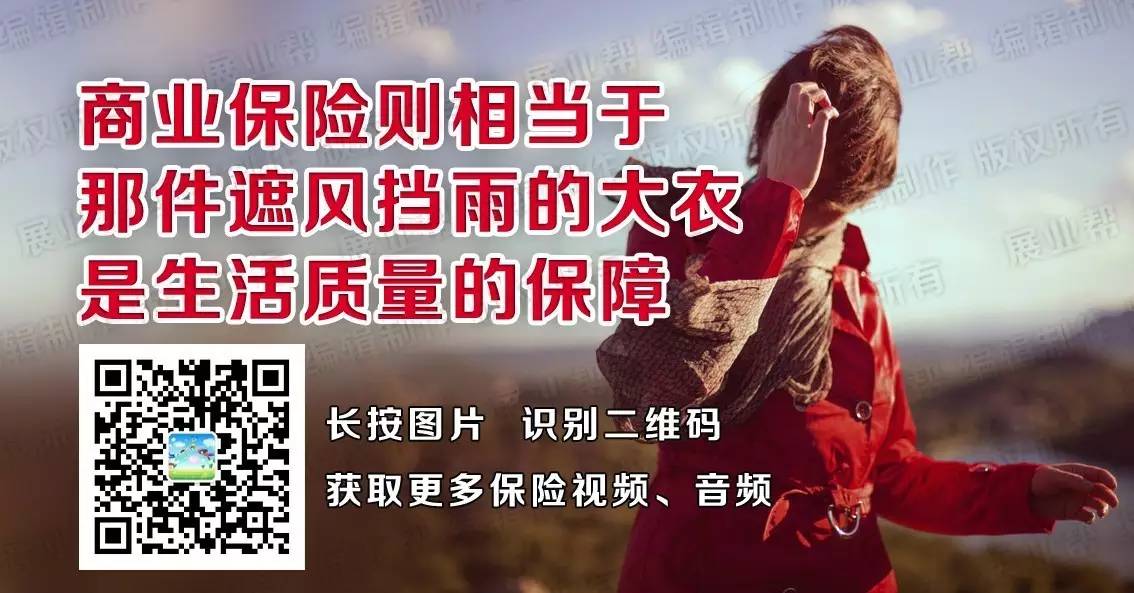 商业保险则相当于
那件遮风挡雨的大衣
是生活质量的保障
长按图片 识别二维码
获取更多保险视频、音频
展业帮 编辑制作 版权所有